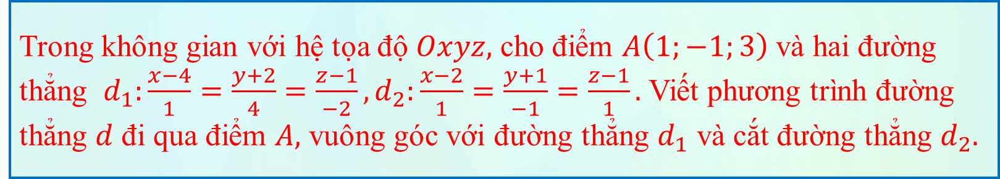 Trong không gian với hệ tọa độ Oxyz, cho điểm A(1; −1; 3) và hai đường
thẳng d₁: (x−4)/1 = (y+2)/4 = (z−1)/−2 , d₂: (x−2)/1 = (y+1)/−1 = (z−1)/1 . Viết phương trình đường
thẳng d đi qua điểm A, vuông góc với đường thẳng d₁ và cắt đường thẳng d₂.